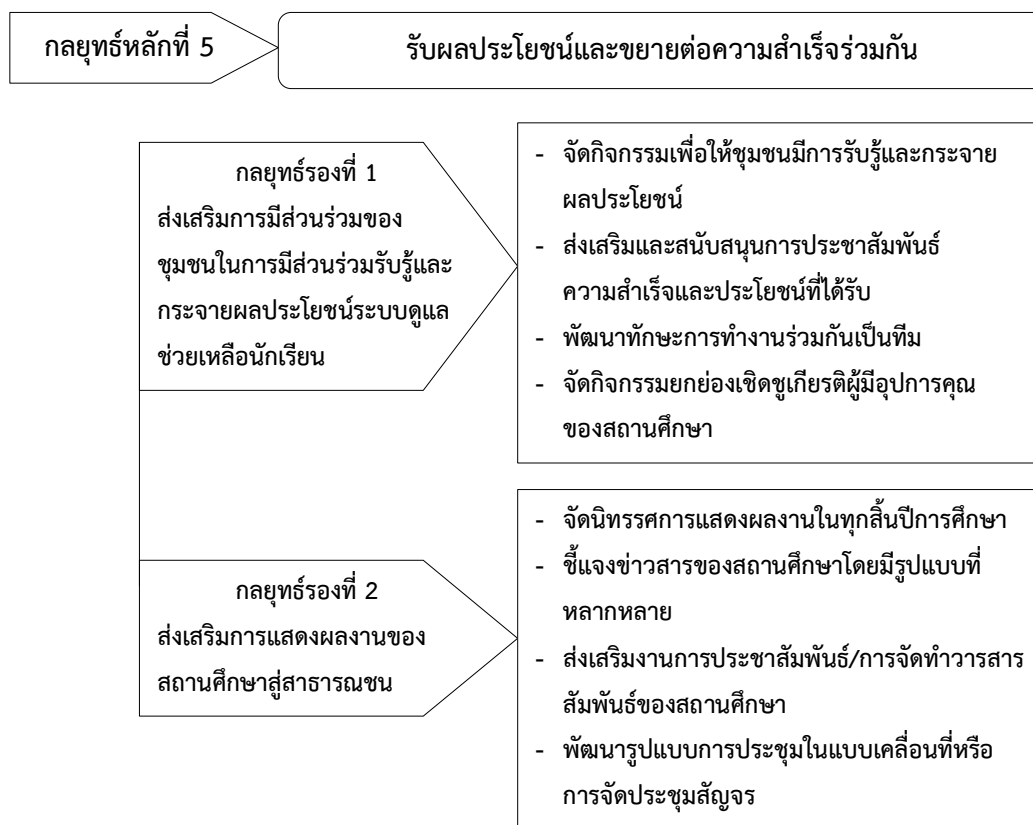 กลยุทธ์หลักที่ 5
รับผลประโยชน์และขยายต่อความสำเร็จร่วมกัน
กลยุทธ์รองที่ 1
ส่งเสริมการมีส่วนร่วมของ
ชุมชนในการมีส่วนร่วมรับรู้และ
กระจายผลประโยชน์ระบบดูแล
ช่วยเหลือนักเรียน
- จัดกิจกรรมเพื่อให้ชุมชนมีการรับรู้และกระจาย
ผลประโยชน์
- ส่งเสริมและสนับสนุนการประชาสัมพันธ์
ความสำเร็จและประโยชน์ที่ได้รับ
- พัฒนาทักษะการทำงานร่วมกันเป็นทีม
- จัดกิจกรรมยกย่องเชิดชูเกียรติผู้มีอุปการคุณ
ของสถานศึกษา
กลยุทธ์รองที่ 2
ส่งเสริมการแสดงผลงานของ
สถานศึกษาสู่สาธารณชน
- จัดนิทรรศการแสดงผลงานในทุกสิ้นปีการศึกษา
- ชี้แจงข่าวสารของสถานศึกษาโดยมีรูปแบบที่
หลากหลาย
- ส่งเสริมงานการประชาสัมพันธ์/การจัดทำวารสาร
สัมพันธ์ของสถานศึกษา
- พัฒนารูปแบบการประชุมในแบบเคลื่อนที่หรือ
การจัดประชุมสัญจร